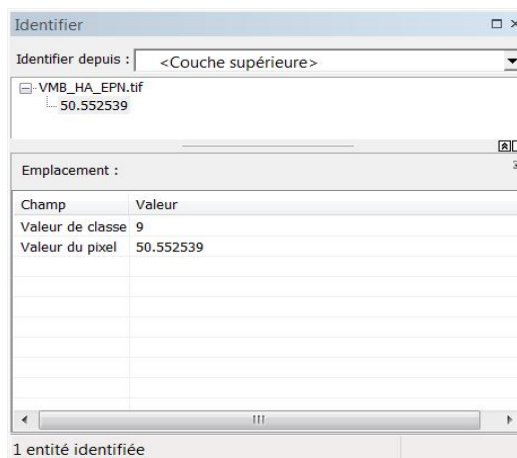 Identifier
Identifier depuis : <Couche supérieure>
VMB_HA_EPN.tif
50.552539
Emplacement :
Champ Valeur
Valeur de classe 9
Valeur du pixel 50.552539
1 entité identifiée